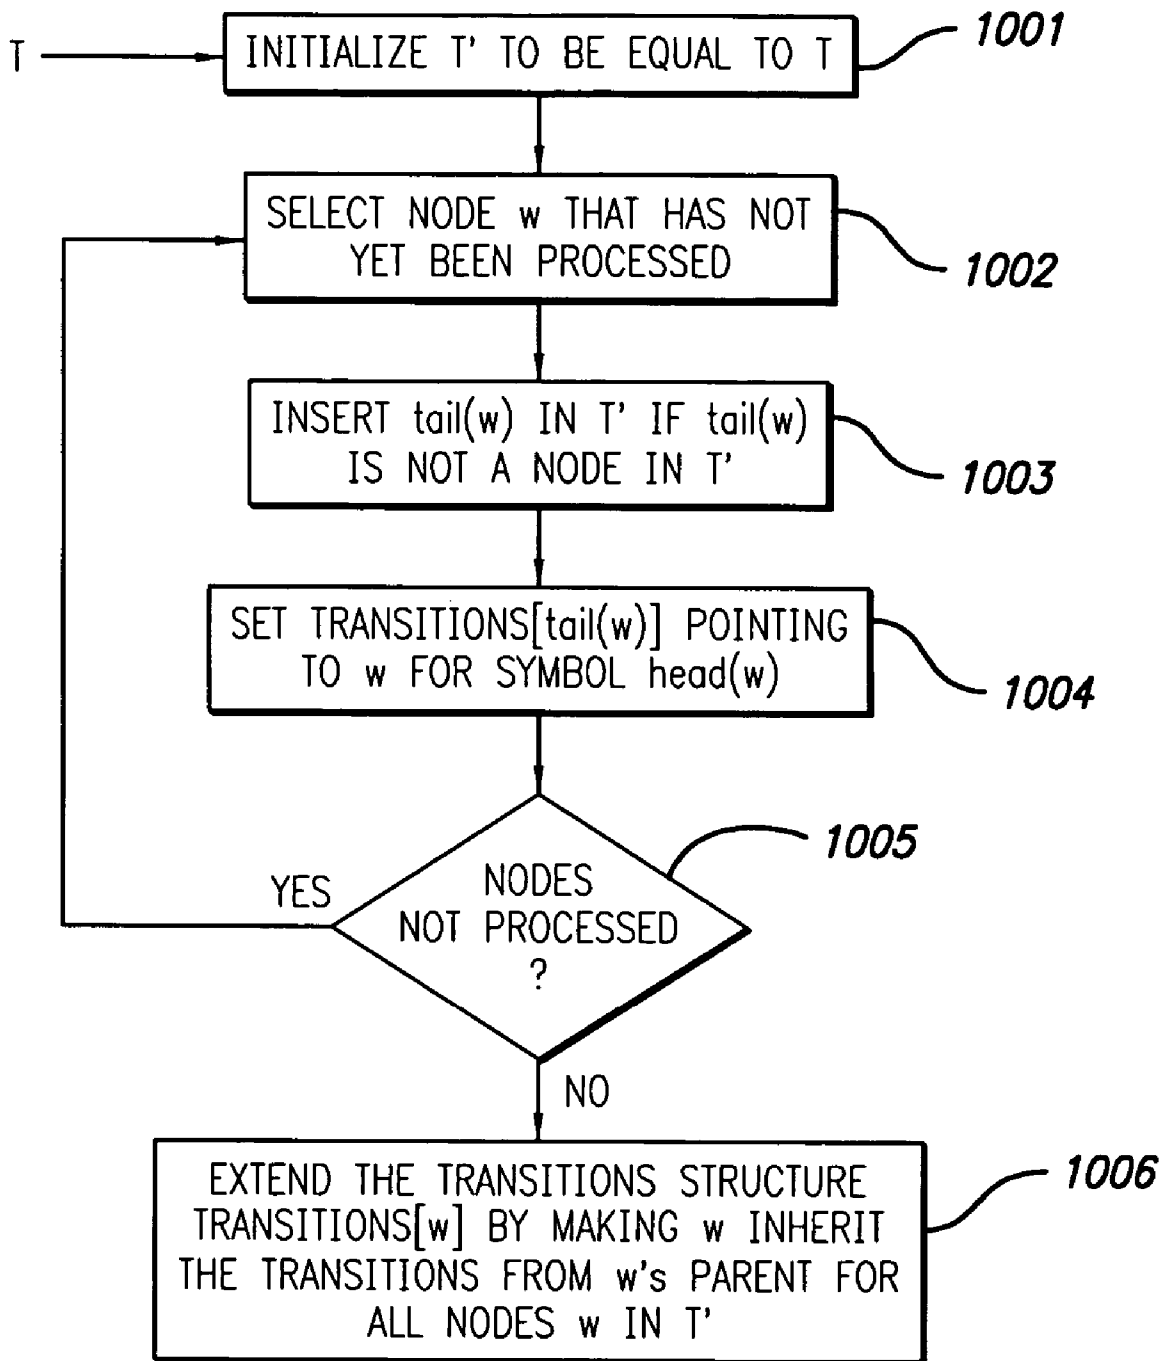 T
INITIALIZE T' TO BE EQUAL TO T
1001
SELECT NODE w THAT HAS NOT
YET BEEN PROCESSED
1002
INSERT tail(w) IN T' IF tail(w)
IS NOT A NODE IN T'
1003
SET TRANSITIONS[tail(w)] POINTING
TO w FOR SYMBOL head(w)
1004
NODES
NOT PROCESSED
?
1005
YES
NO
EXTEND THE TRANSITIONS STRUCTURE
TRANSITIONS[w] BY MAKING w INHERIT
THE TRANSITIONS FROM w's PARENT FOR
ALL NODES w IN T'
1006